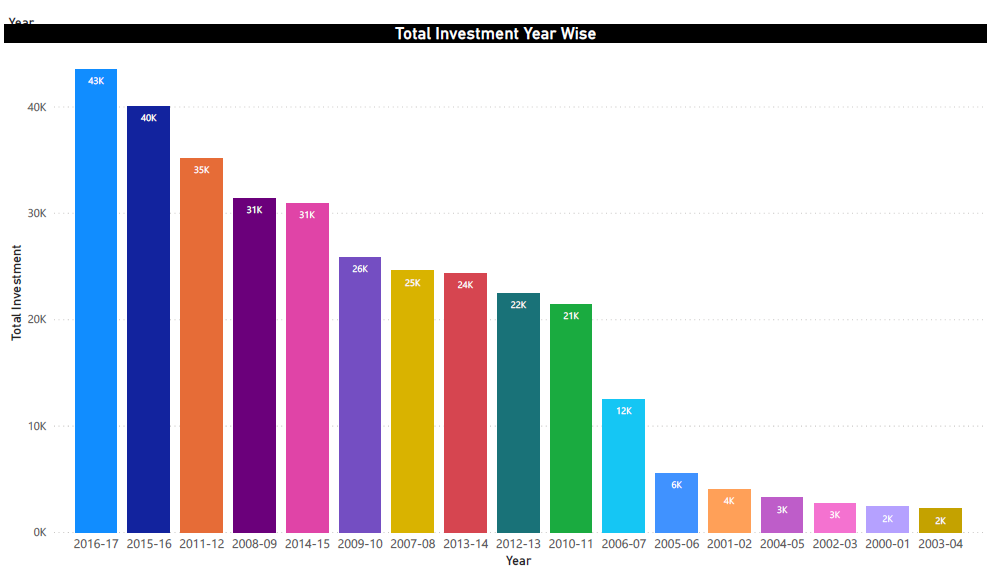 Year
Total Investment Year Wise
Total Investment
40K
30K
20K
10K
0K
43K
40K
35K
31K
31K
26K
25K
24K
22K
21K
12K
6K
4K
3K
3K
2K
2K
2016-17 2015-16 2011-12 2008-09 2014-15 2009-10 2007-08 2013-14 2012-13 2010-11 2006-07 2005-06 2001-02 2004-05 2002-03 2000-01 2003-04
Year